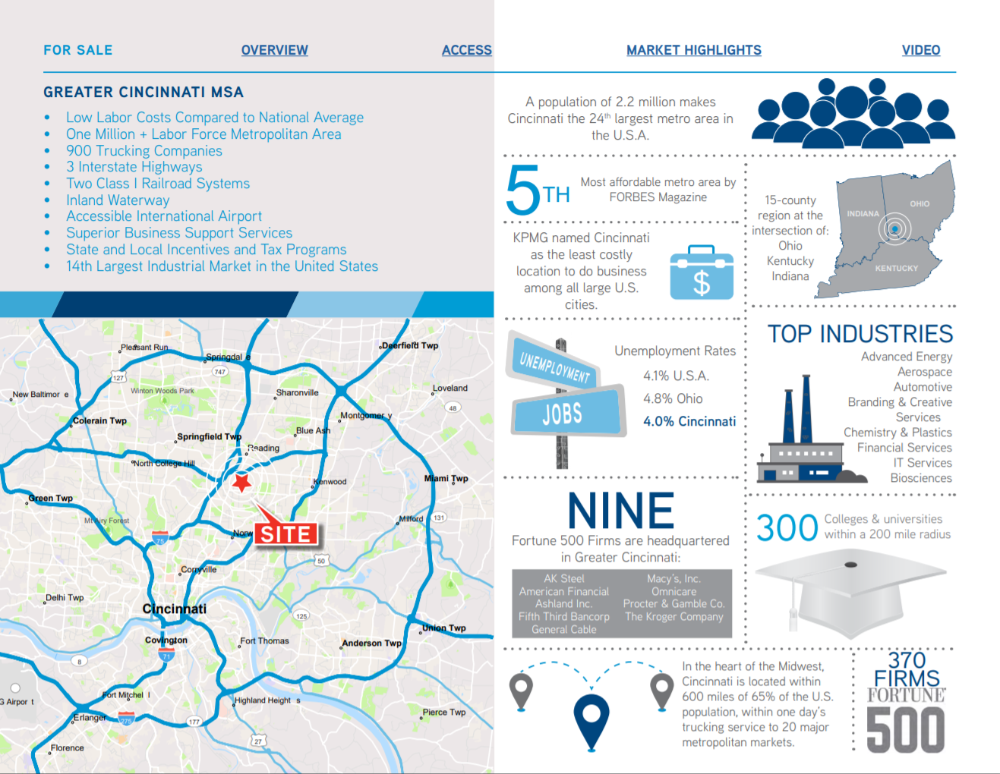 FOR SALE
OVERVIEW
ACCESS
MARKET HIGHLIGHTS
VIDEO
GREATER CINCINNATI MSA
• Low Labor Costs Compared to National Average
• One Million + Labor Force Metropolitan Area
• 900 Trucking Companies
• 3 Interstate Highways
• Two Class I Railroad Systems
• Inland Waterway
• Accessible International Airport
• Superior Business Support Services
• State and Local Incentives and Tax Programs
• 14th Largest Industrial Market in the United States
Pleasant Run
Springdal e
Deerfield Twp
127
747
Winton Woods Park
New Baltimor e
Sharonville
Loveland
48
Colerain Twp
Montgomer y
Springfield Twp
Blue Ash
Reading
North College Hill
Kenwood
Miami Twp
Green Twp
Mt Airy Forest
Milford
131
75
Norw
SITE
50
Corryville
Delhi Twp
Cincinnati
125
Union Twp
Covington
Fort Thomas
Anderson Twp
71
8
Fort Mitchel l
Highland Height s
G Airpor t
Erlanger
275
177
Pierce Twp
27
Florence
A population of 2.2 million makes
Cincinnati the 24th largest metro area in
the U.S.A.
5TH
Most affordable metro area by
FORBES Magazine
KPMG named Cincinnati
as the least costly
location to do business
among all large U.S.
cities.
$
15-county
region at the
intersection of:
Ohio
Kentucky
Indiana
INDIANA
OHIO
KENTUCKY
UNEMPLOYMENT
JOBS
Unemployment Rates
4.1% U.S.A.
4.8% Ohio
4.0% Cincinnati
TOP INDUSTRIES
Advanced Energy
Aerospace
Automotive
Branding & Creative
Services
Chemistry & Plastics
Financial Services
IT Services
Biosciences
NINE
Fortune 500 Firms are headquartered
in Greater Cincinnati:
AK Steel
American Financial
Ashland Inc.
Fifth Third Bancorp
General Cable
Macy's, Inc.
Omnicare
Procter & Gamble Co.
The Kroger Company
300
Colleges & universities
within a 200 mile radius
In the heart of the Midwest,
Cincinnati is located within
600 miles of 65% of the U.S.
population, within one day's
trucking service to 20 major
metropolitan markets.
370
FIRMS
FORTUNE
500